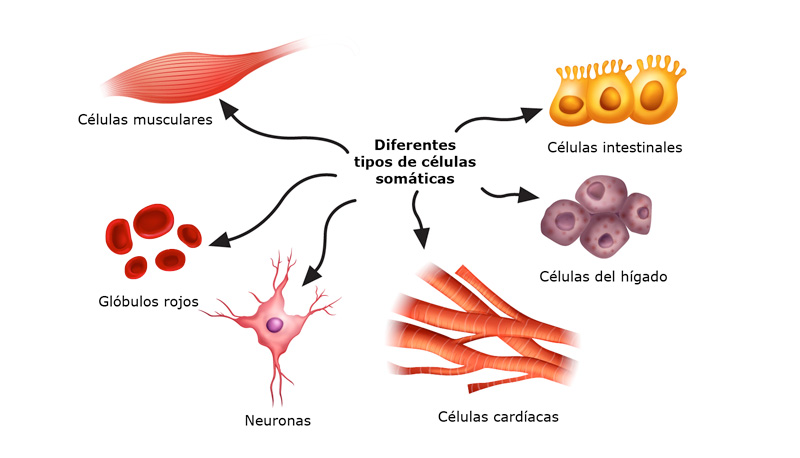 Células musculares
Células intestinales
Diferentes
tipos de células
somáticas
Glóbulos rojos
Células del hígado
Neuronas
Células cardíacas